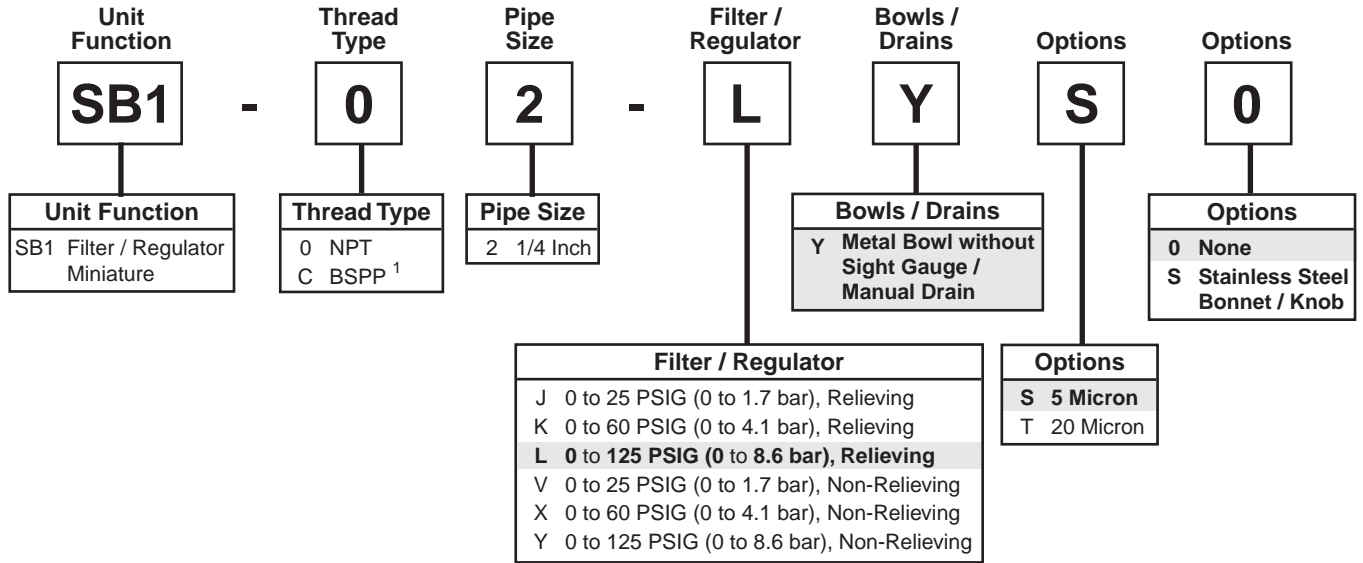 Unit
Function
Thread
Type
Pipe
Size
Filter /
Regulator
Bowls /
Drains
Options
Options
SB1 - 0 2 - L Y S 0
Unit Function
SB1 Filter / Regulator
Miniature
Thread Type
0 NPT
C BSPP 1
Pipe Size
2 1/4 Inch
Bowls / Drains
Y Metal Bowl without
Sight Gauge /
Manual Drain
Options
0 None
S Stainless Steel
Bonnet / Knob
Filter / Regulator
J 0 to 25 PSIG (0 to 1.7 bar), Relieving
K 0 to 60 PSIG (0 to 4.1 bar), Relieving
L 0 to 125 PSIG (0 to 8.6 bar), Relieving
V 0 to 25 PSIG (0 to 1.7 bar), Non-Relieving
X 0 to 60 PSIG (0 to 4.1 bar), Non-Relieving
Y 0 to 125 PSIG (0 to 8.6 bar), Non-Relieving
Options
S 5 Micron
T 20 Micron